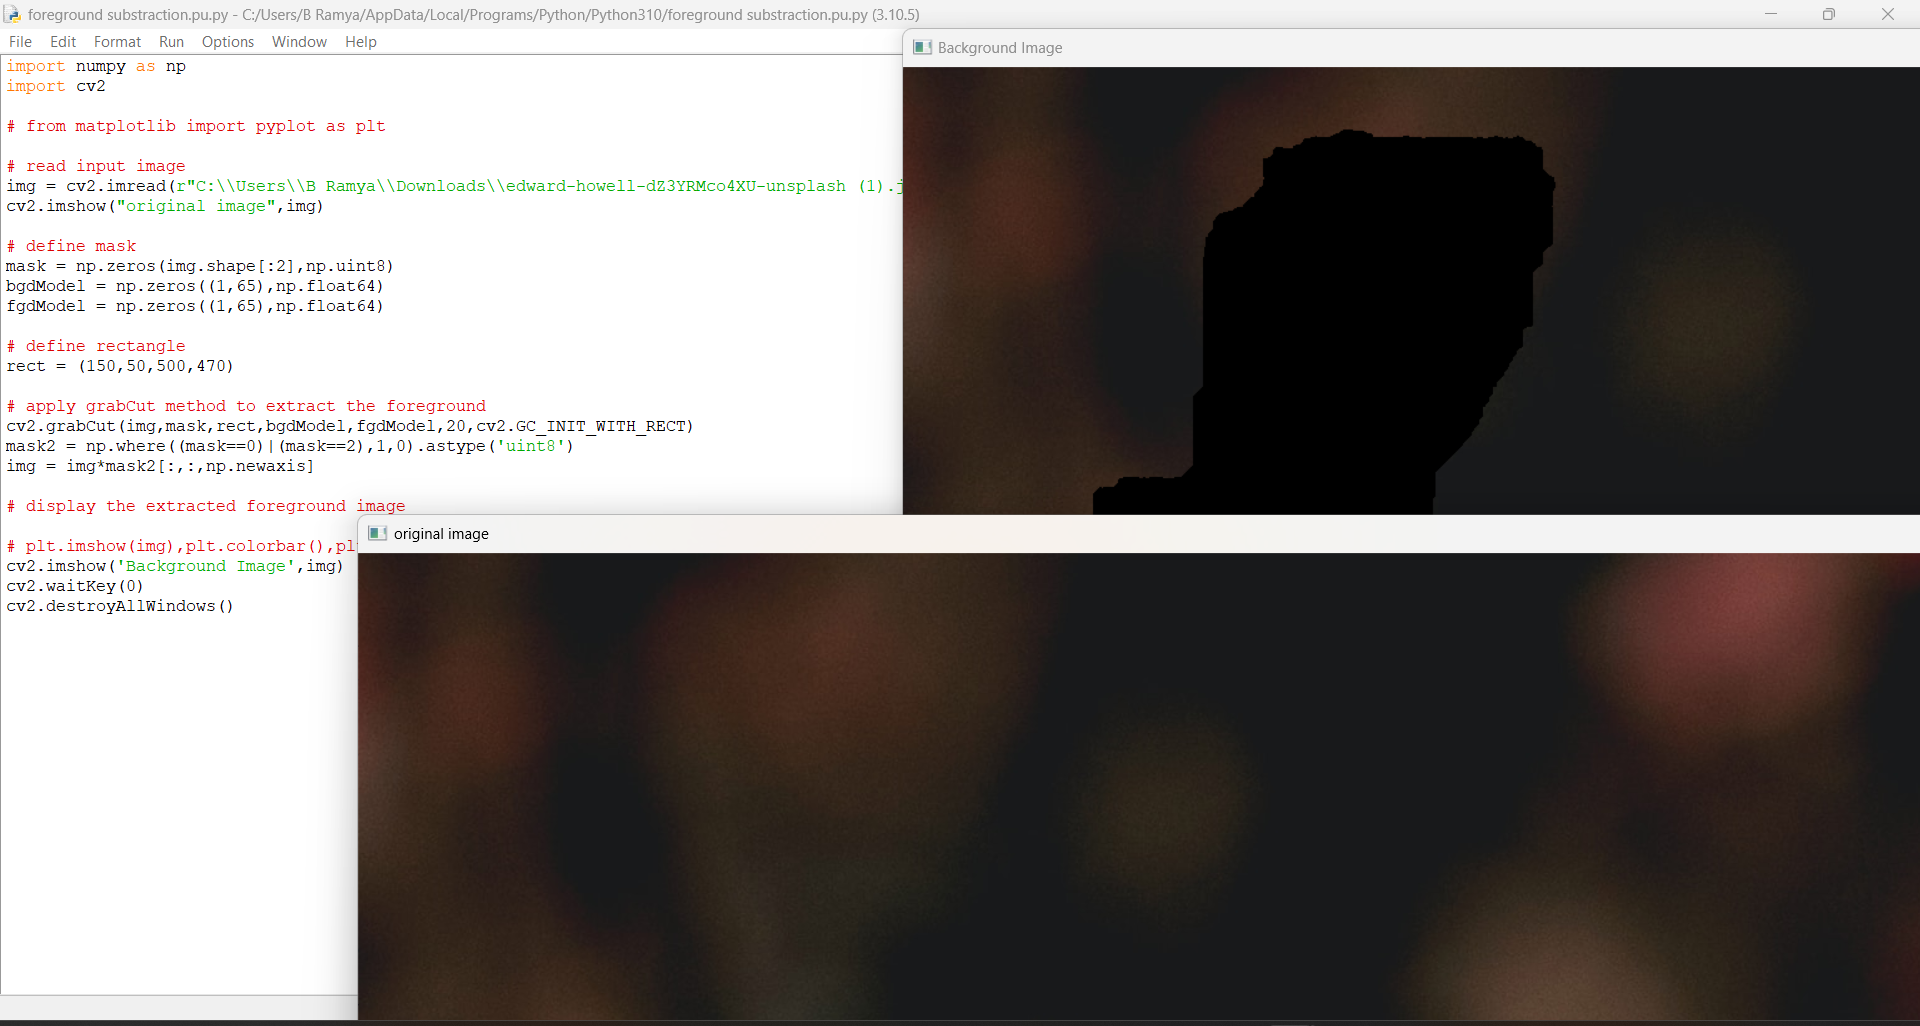 foreground substraction.pu.py - C:/Users/B Ramya/AppData/Local/Programs/Python/Python310/foreground substraction.pu.py (3.10.5)
File Edit Format Run Options Window Help
import numpy as np
import cv2
# from matplotlib import pyplot as plt
# read input image
img = cv2.imread(r"C:\\Users\\B Ramya\\Downloads\\edward-howell-dZ3YRMco4XU-unsplash (1).j
cv2.imshow("original image",img)
# define mask
mask = np.zeros(img.shape[:2],np.uint8)
bgdModel = np.zeros((1,65),np.float64)
fgdModel = np.zeros((1,65),np.float64)
# define rectangle
rect = (150,50,500,470)
# apply grabCut method to extract the foreground
cv2.grabCut(img,mask,rect,bgdModel,fgdModel,20,cv2.GC_INIT_WITH_RECT)
mask2 = np.where((mask==0)|(mask==2),1,0).astype('uint8')
img = img*mask2[:,:,np.newaxis]
# display the extracted foreground image
# plt.imshow(img),plt.colorbar(),pl
cv2.imshow('Background Image',img)
cv2.waitKey(0)
cv2.destroyAllWindows()
Background Image
original image